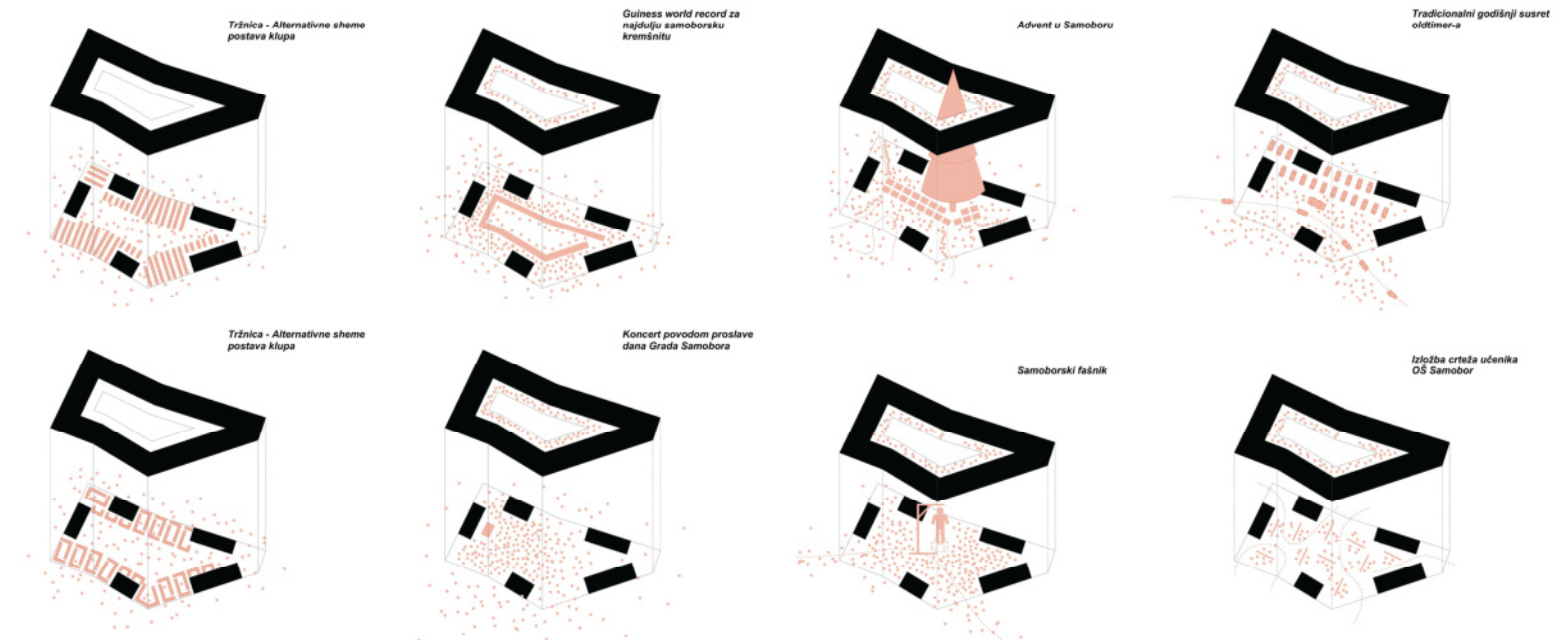 Tržnica - Alternativne sheme
postava klupa
Guiness world record za
najdulju samoborsku
kremšnitu
Advent u Samoboru
Tradicionalni godišnji susret
oldtimer-a
Tržnica - Alternativne sheme
postava klupa
Koncert povodom proslave
dana Grada Samobora
Samoborski fašnik
Izložba crteža učenika
OŠ Samobor